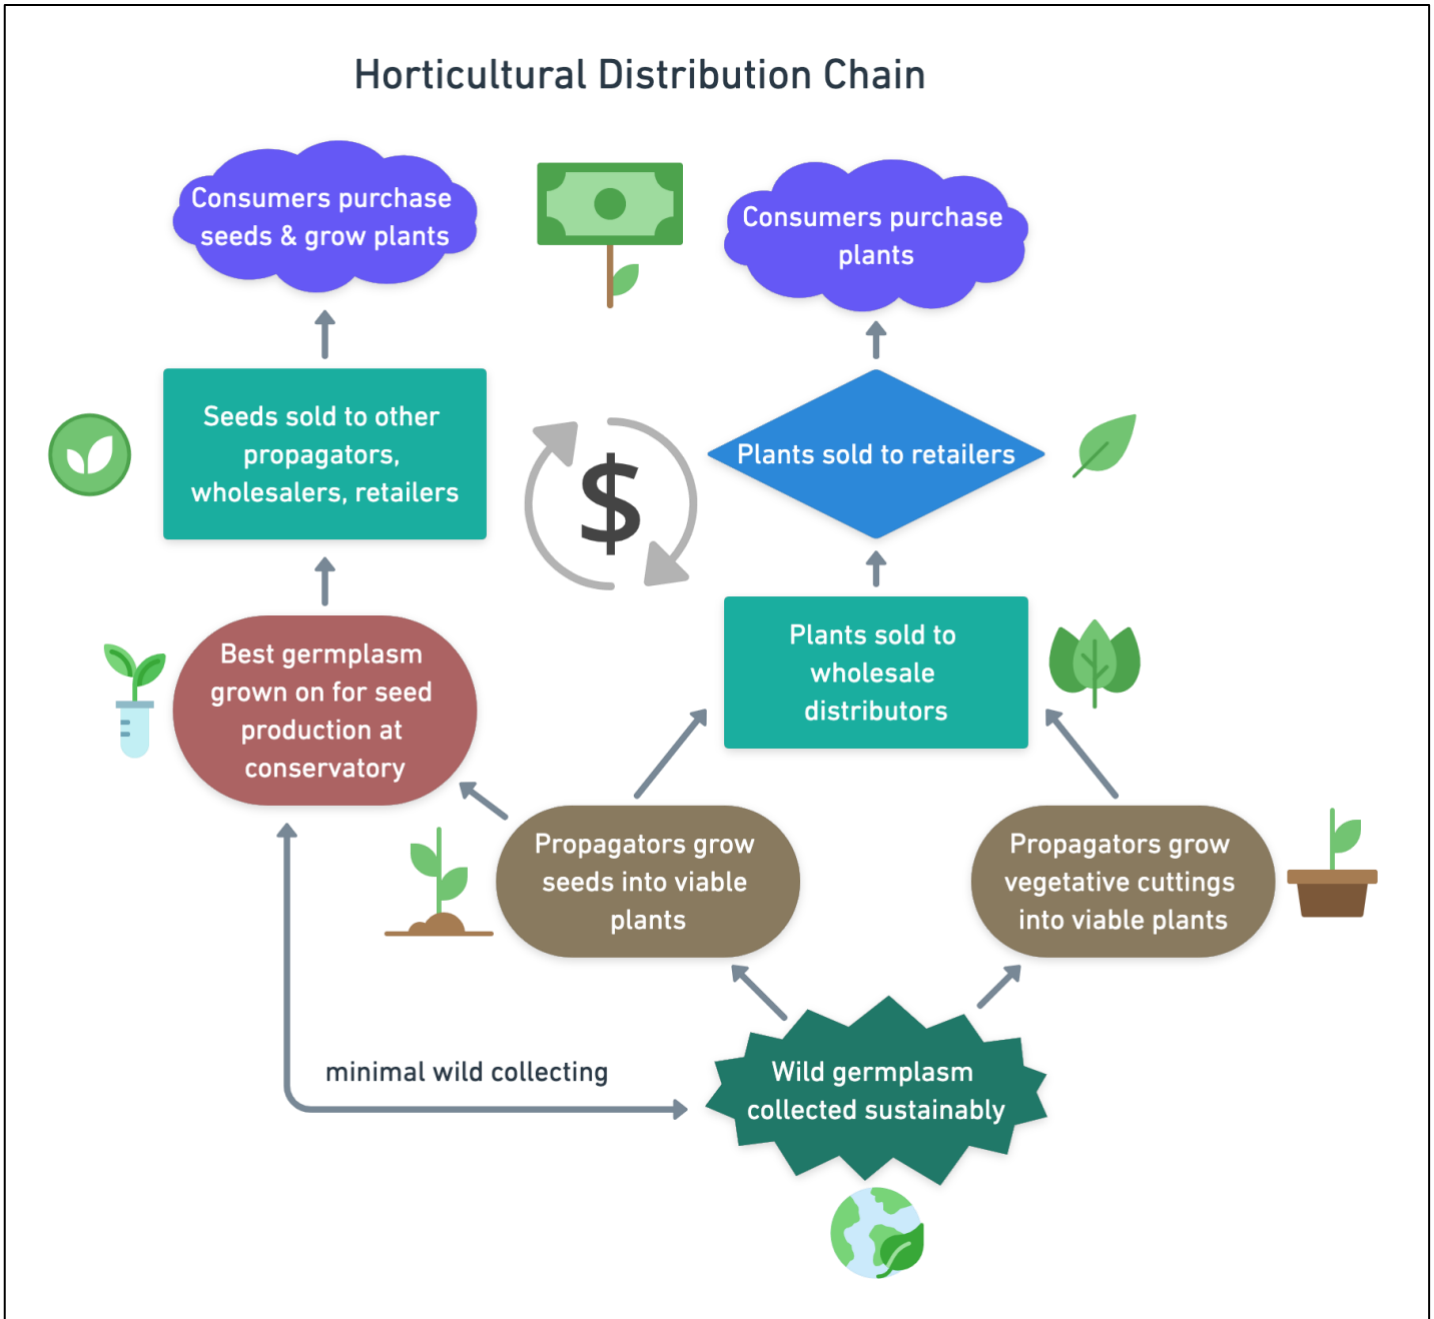 Horticultural Distribution Chain
Consumers purchase
seeds & grow plants
Consumers purchase
plants
Seeds sold to other
propagators,
wholesalers, retailers
$
Plants sold to retailers
Best germplasm
grown on for seed
production at
conservatory
Plants sold to
wholesale
distributors
Propagators grow
seeds into viable
plants
Propagators grow
vegetative cuttings
into viable plants
minimal wild collecting
Wild germplasm
collected sustainably